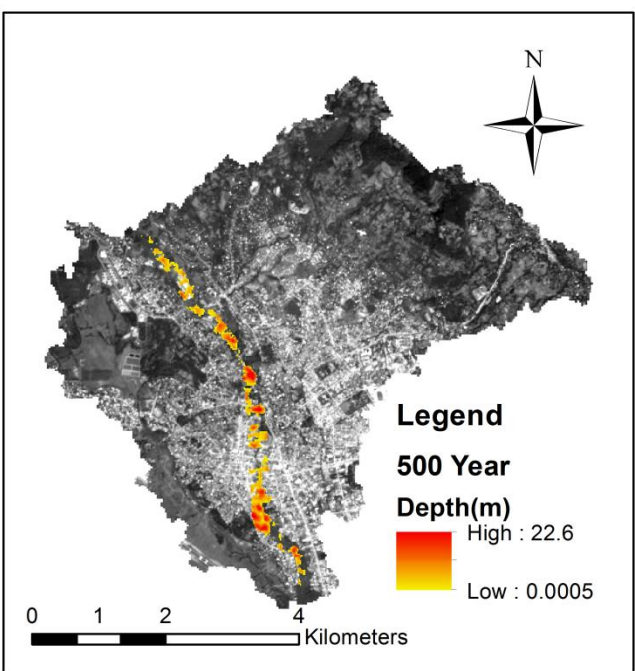 N
Legend
500 Year
Depth(m)
High : 22.6
Low : 0.0005
0 1 2 4
Kilometers